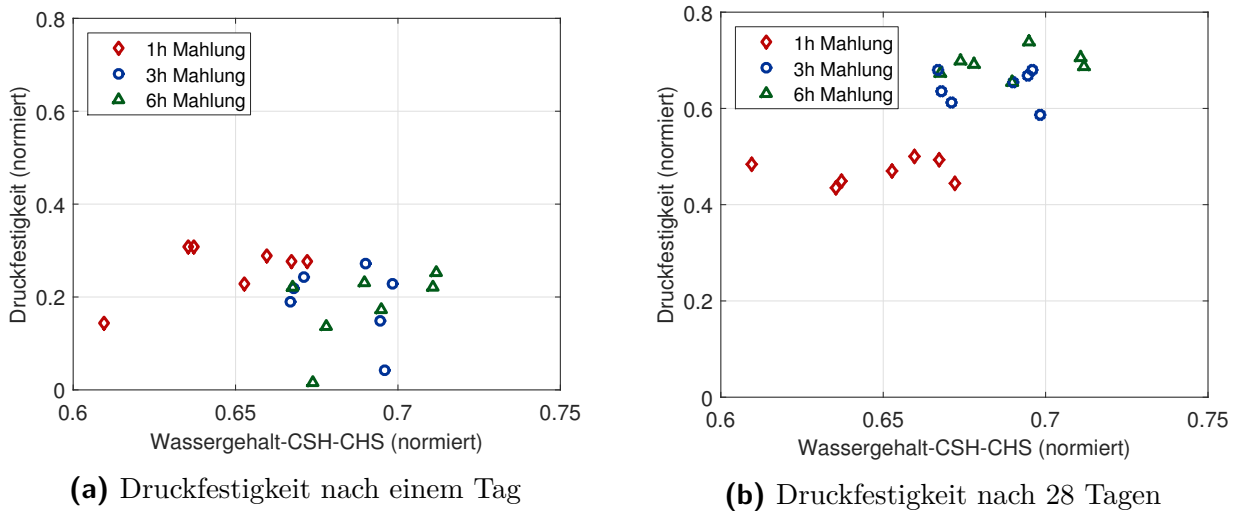 0.8
0.6
0.4
0.2
0
Druckfestigkeit (normiert)
1h Mahlung
3h Mahlung
6h Mahlung
0.6 0.65 0.7 0.75
Wassergehalt-CSH-CHS (normiert)
(a) Druckfestigkeit nach einem Tag
0.8
0.6
0.4
0.2
0
Druckfestigkeit (normiert)
1h Mahlung
3h Mahlung
6h Mahlung
0.6 0.65 0.7 0.75
Wassergehalt-CSH-CHS (normiert)
(b) Druckfestigkeit nach 28 Tagen